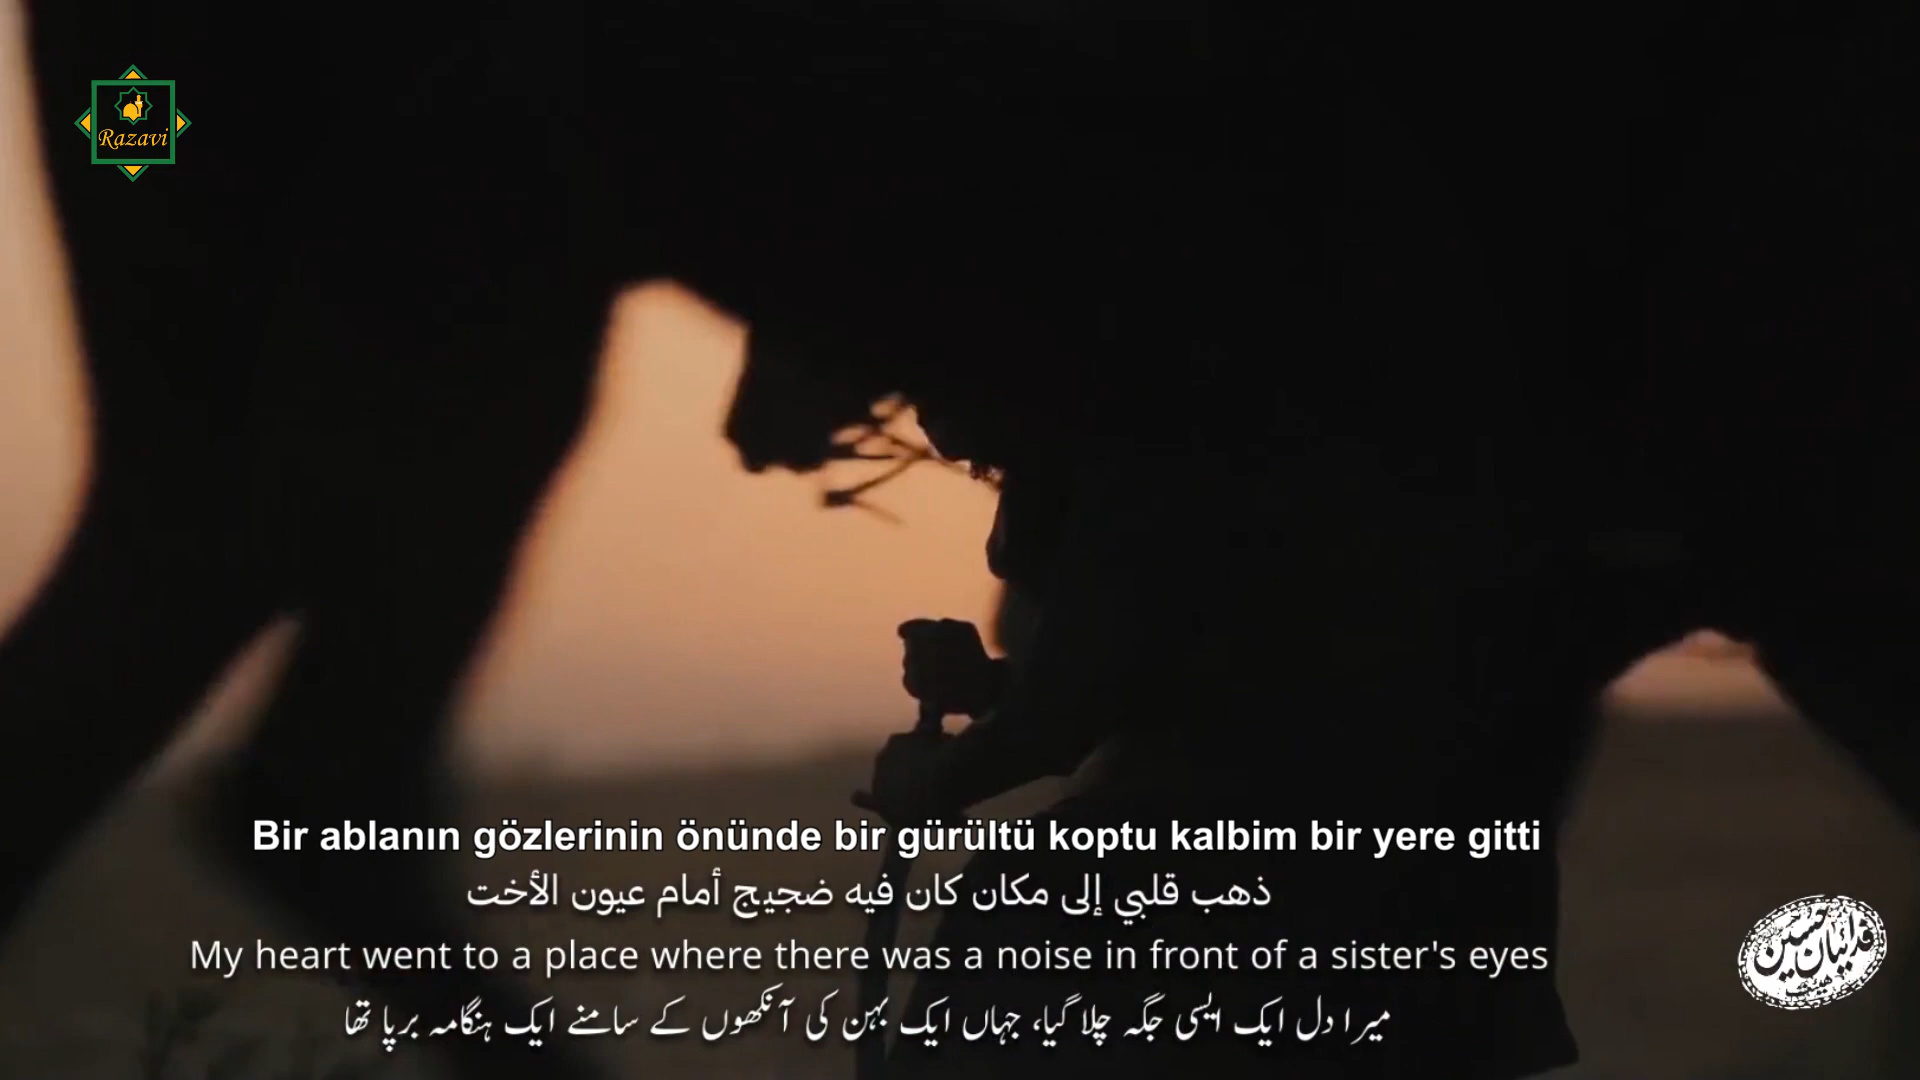 Razavi
Bir ablanın gözlerinin önünde bir gürültü koptu kalbim bir yere gitti
ذهب قلبي إلى مكان كان فيه ضجيج أمام عيون الأخت
My heart went to a place where there was a noise in front of a sister's eyes
میرا دل ایک ایسی جگہ چلا گیا، جہاں ایک بہن کی آنکھوں کے سامنے ایک ہنگامہ برپا تھا
فدائیان حسین